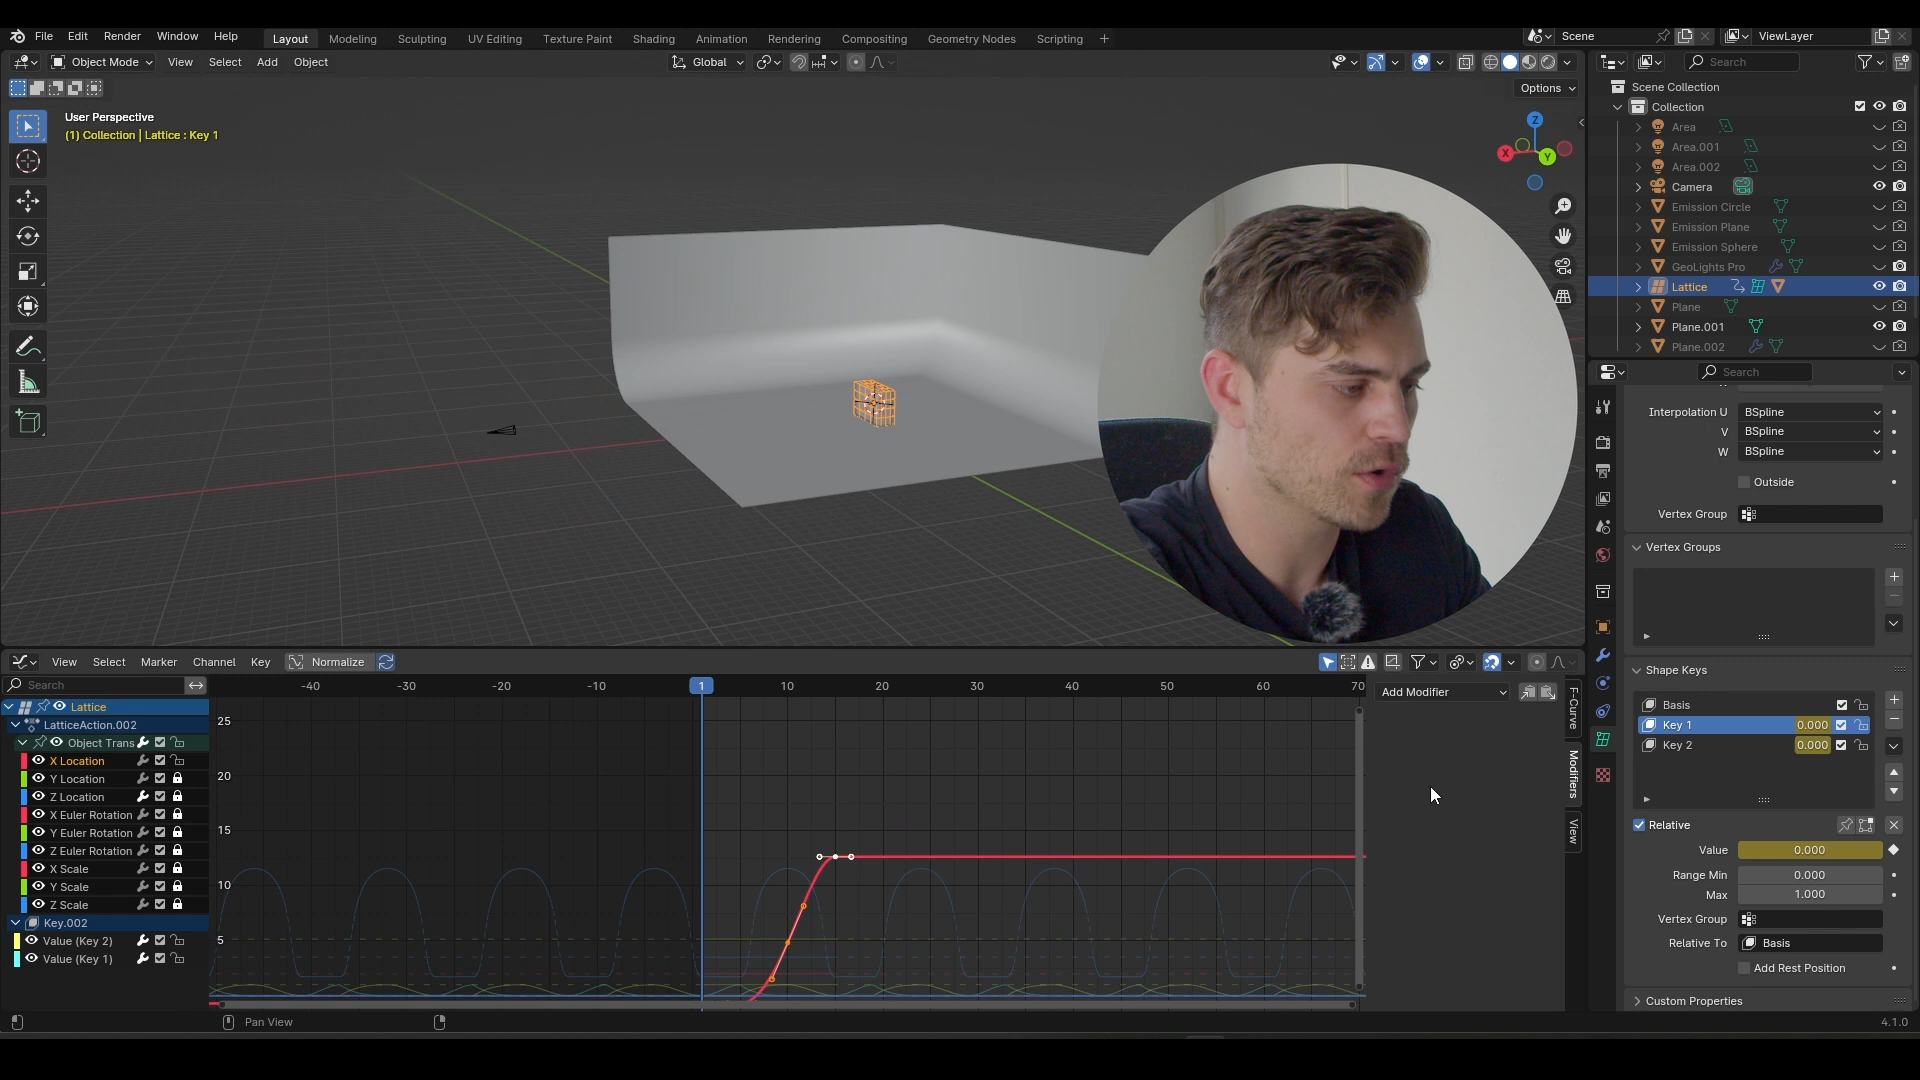 File Edit Render Window Help
Layout Modeling Sculpting UV Editing Texture Paint Shading Animation Rendering Compositing Geometry Nodes Scripting +
Scene ViewLayer
Object Mode View Select Add Object Global
Options
User Perspective
(1) Collection | Lattice : Key 1
Z
X
Y
Search
Scene Collection
Collection
Area
Area.001
Area.002
Camera
Emission Circle
Emission Plane
Emission Sphere
GeoLights Pro
Lattice
Plane
Plane.001
Plane.002
Search
Interpolation U BSpline
V BSpline
W BSpline
Outside
Vertex Group
Vertex Groups
Shape Keys
Basis
Key 1 0.000
Key 2 0.000
Relative
Value 0.000
Range Min 0.000
Max 1.000
Vertex Group
Relative To Basis
Add Rest Position
Custom Properties
View Select Marker Channel Key Normalize
Search
-40 -30 -20 -10 1 10 20 30 40 50 60 70
Add Modifier
F-Curve
Modifiers
View
Lattice
LatticeAction.002
Object Trans
X Location
Y Location
Z Location
X Euler Rotation
Y Euler Rotation
Z Euler Rotation
X Scale
Y Scale
Z Scale
Key.002
Value (Key 2)
Value (Key 1)
25
20
15
10
5
Pan View
4.1.0